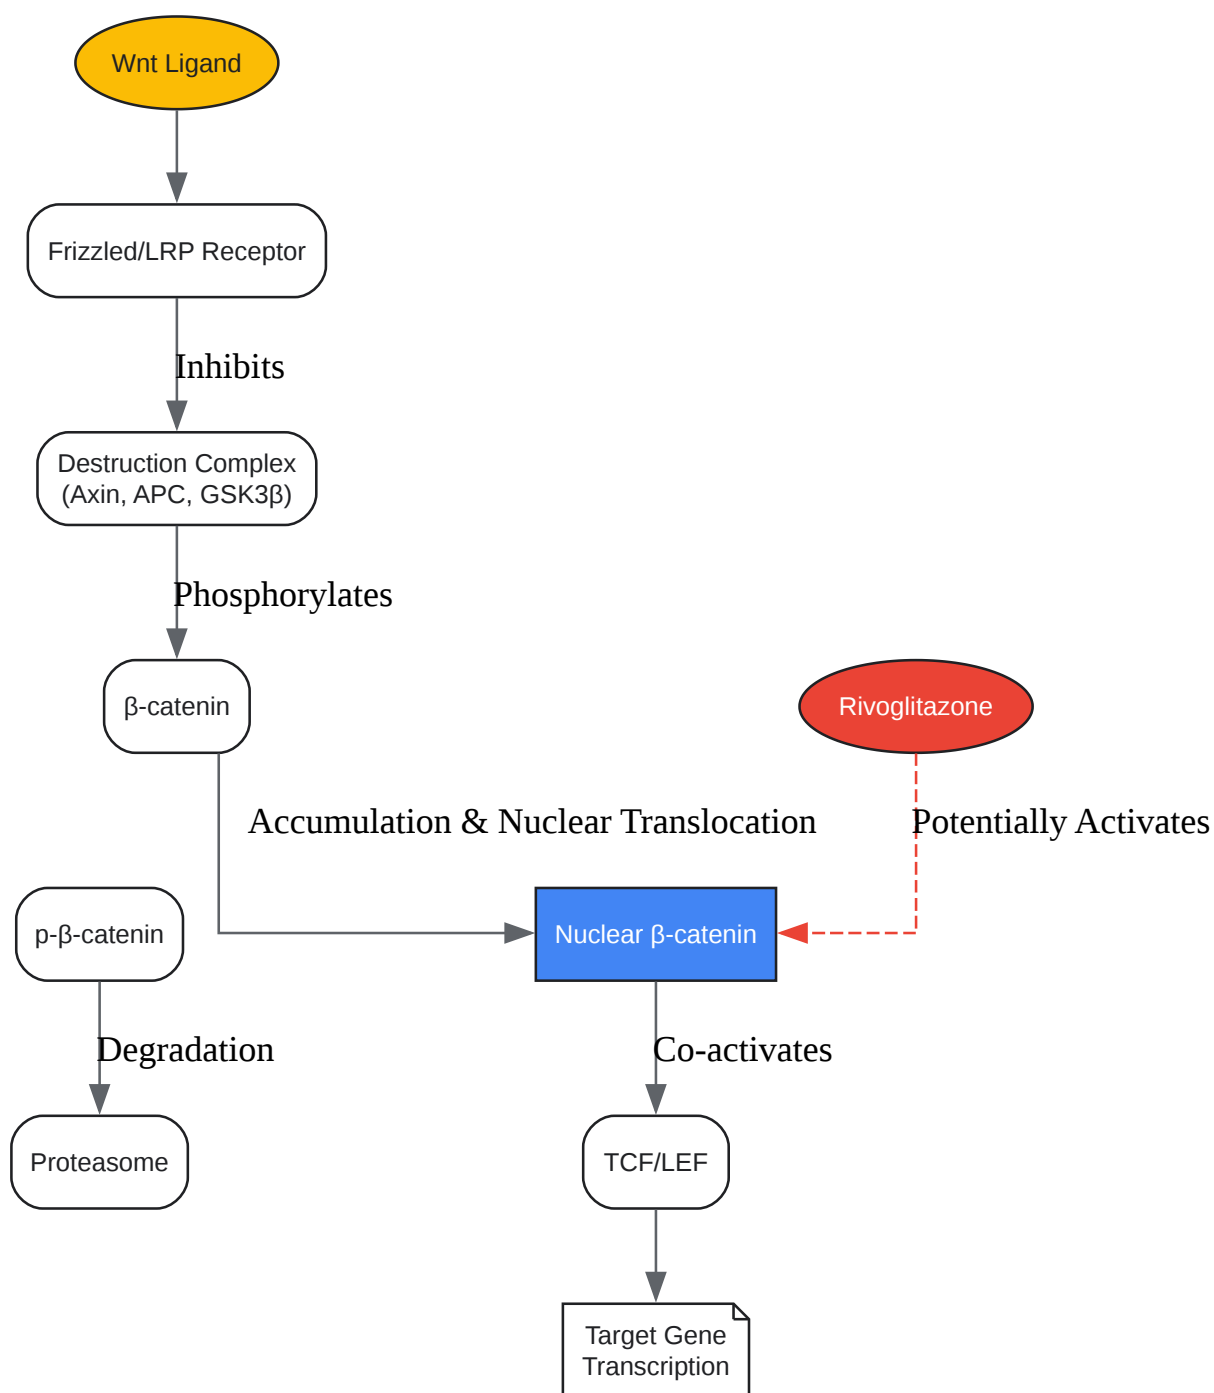 Wnt Ligand
Frizzled/LRP Receptor
Inhibits
Destruction Complex
(Axin, APC, GSK3β)
Phosphorylates
β-catenin
Rivoglitazone
Accumulation & Nuclear Translocation
Potentially Activates
p-β-catenin
Nuclear β-catenin
Degradation
Co-activates
Proteasome
TCF/LEF
Target Gene
Transcription